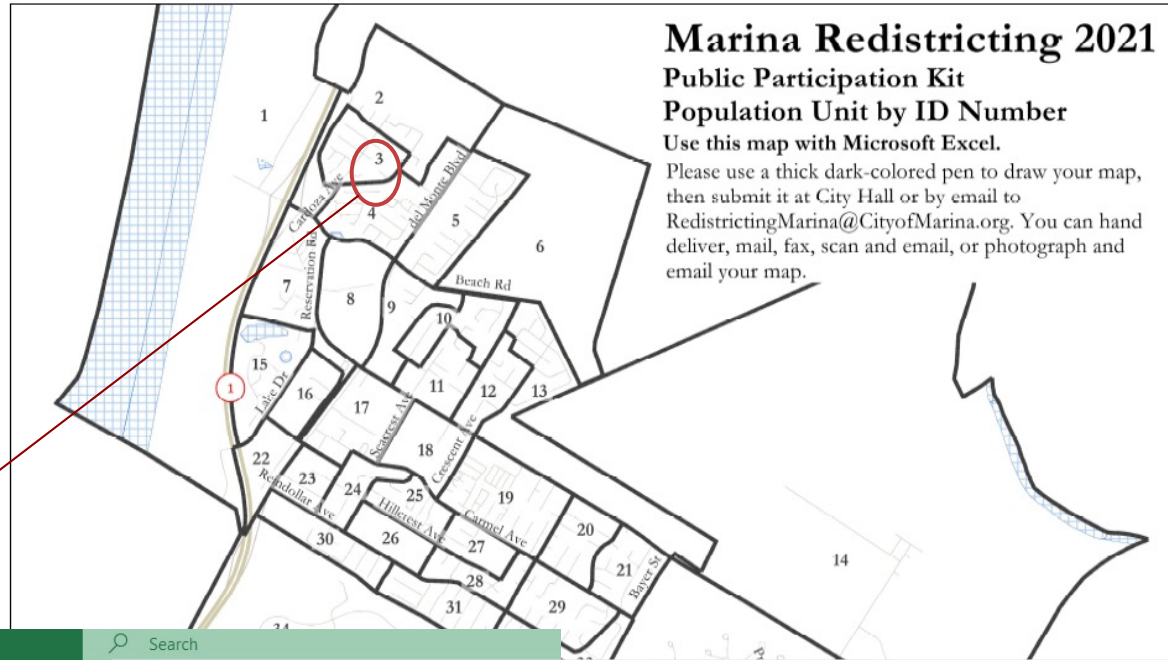 Marina Redistricting 2021
Public Participation Kit
Population Unit by ID Number
Use this map with Microsoft Excel.
Please use a thick dark-colored pen to draw your map,
then submit it at City Hall or by email to
RedistrictingMarina@CityofMarina.org. You can hand
deliver, mail, fax, scan and email, or photograph and
email your map.
1
2
3
Cardoza Ave
4
del Monte Blvd
5
6
Reservation Rd
7
8
9
Beach Rd
10
15
Lake Dr
1
16
17
Seacrest Ave
11
12
13
18
Crescent Ave
22
Reindollar Ave
23
24
25
Hillcrest Ave
19
Carmel Ave
20
21
Bayer St
14
30
26
27
28
31
29
Search